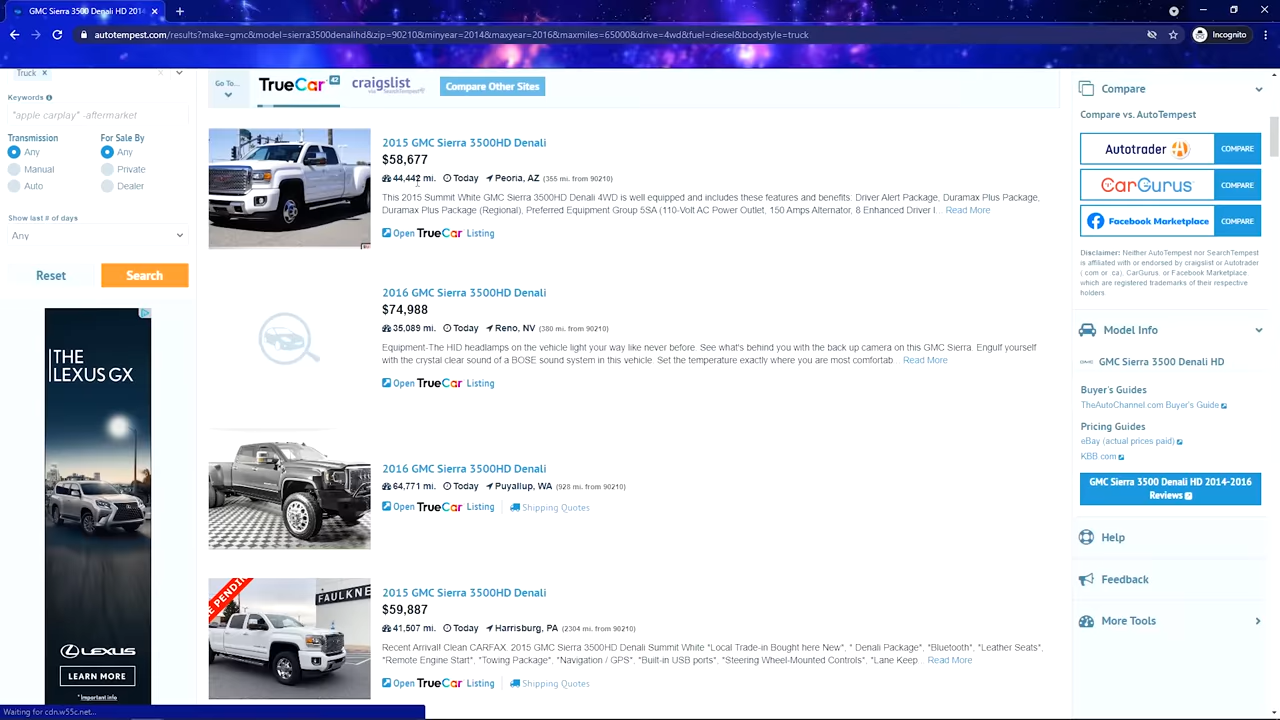 2015 GMC Sierra 3500HD Denali 2014
Incognito
autotempest.com/results?make=gmc&model=sierra3500denalihd&zip=90210&minyear=2014&maxyear=2016&maxmiles=65000&drive=4wd&fuel=diesel&bodystyle=truck
Truck ×
Keywords
"apple carplay" -aftermarket
Transmission For Sale By
Any Any
Manual Private
Auto Dealer
Show last # of days
Any
Reset Search
THE
LEXUS GX
LEXUS
LEARN MORE
*Important info
Waiting for cdn.w55c.net...
Go To...
TrueCar 42 craigslist
via SearchTempest
Compare Other Sites
2015 GMC Sierra 3500HD Denali
$58,677
44,442 mi. Today Peoria, AZ (355 mi. from 90210)
This 2015 Summit White GMC Sierra 3500HD Denali 4WD is well equipped and includes these features and benefits: Driver Alert Package, Duramax Plus Package,
Duramax Plus Package (Regional), Preferred Equipment Group 5SA (110-Volt AC Power Outlet, 150 Amps Alternator, 8 Enhanced Driver I... Read More
Open TrueCar Listing
2016 GMC Sierra 3500HD Denali
$74,988
35,089 mi. Today Reno, NV (380 mi. from 90210)
Equipment-The HID headlamps on the vehicle light your way like never before. See what's behind you with the back up camera on this GMC Sierra. Engulf yourself
with the crystal clear sound of a BOSE sound system in this vehicle. Set the temperature exactly where you are most comfortab... Read More
Open TrueCar Listing
2016 GMC Sierra 3500HD Denali
64,771 mi. Today Puyallup, WA (928 mi. from 90210)
Open TrueCar Listing Shipping Quotes
E PENDIN
FAULKNE
2015 GMC Sierra 3500HD Denali
$59,887
41,507 mi. Today Harrisburg, PA (2304 mi. from 90210)
Recent Arrival! Clean CARFAX. 2015 GMC Sierra 3500HD Denali Summit White *Local Trade-in Bought here New*, * Denali Package*, *Bluetooth*, *Leather Seats*,
*Remote Engine Start*, *Towing Package*, *Navigation / GPS*, *Built-in USB ports*, *Steering Wheel-Mounted Controls*, *Lane Keep... Read More
Open TrueCar Listing Shipping Quotes
Compare
Compare vs. AutoTempest
Autotrader COMPARE
CarGurus COMPARE
Facebook Marketplace COMPARE
Disclaimer: Neither AutoTempest nor SearchTempest
is affiliated with or endorsed by craigslist or Autotrader
(.com or .ca), CarGurus, or Facebook Marketplace
which are registered trademarks of their respective
holders.
Model Info
GMC Sierra 3500 Denali HD
Buyer's Guides
TheAutoChannel.com Buyer's Guide
Pricing Guides
eBay (actual prices paid)
KBB.com
GMC Sierra 3500 Denali HD 2014-2016
Reviews
Help
Feedback
More Tools